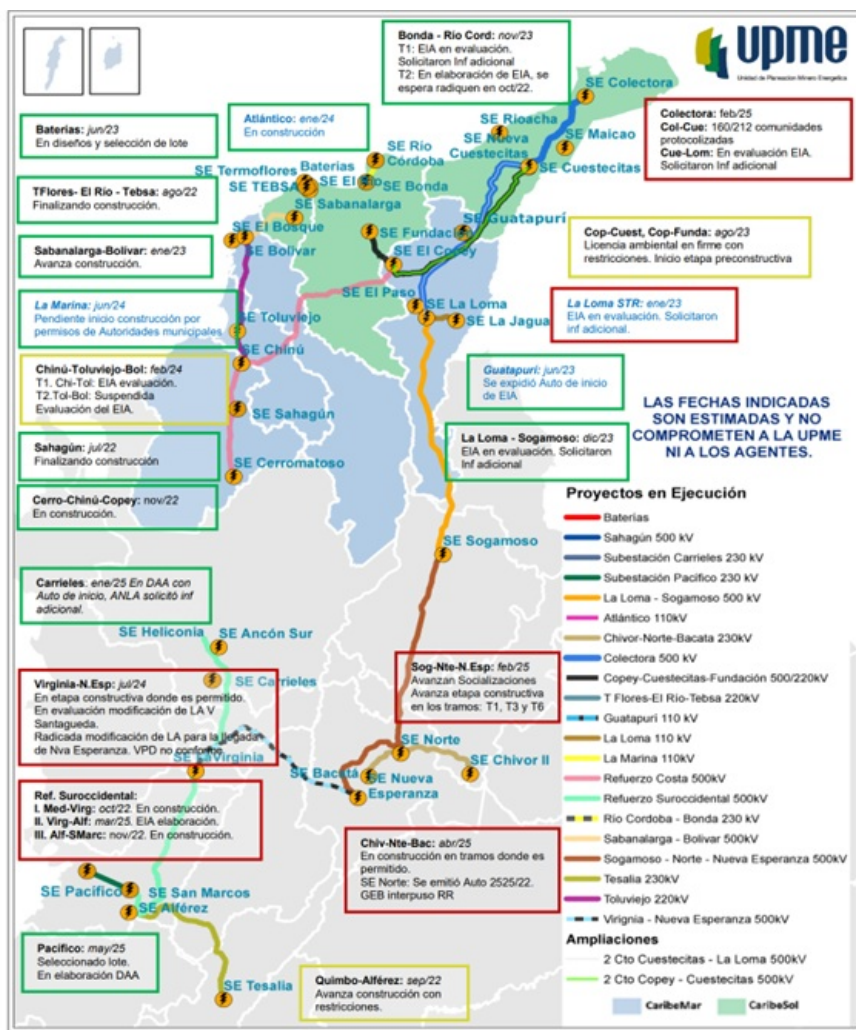 upme
Unidad de Planeación Minero Energética
Bonda - Río Cord: nov/23
T1: EIA en evaluación.
Solicitaron Inf adicional
T2: En elaboración de EIA, se
espera radiquen en oct/22.
Baterías: jun/23
En diseños y selección de lote
Atlántico: ene/24
En construcción
Colectora: feb/25
Col-Cue: 160/212 comunidades
protocolizadas
Cue-Lom: En evaluación EIA.
Solicitaron Inf adicional
TFlores- El Río - Tebsa: ago/22
Finalizando construcción.
Sabanalarga-Bolívar: ene/23
Avanza construcción.
Cop-Cuest, Cop-Funda: ago/23
Licencia ambiental en firme con
restricciones. Inicio etapa preconstructiva
La Marina: jun/24
Pendiente inicio construcción por
permisos de Autoridades municipales
La Loma STR: ene/23
EIA en evaluación. Solicitaron
inf adicional.
Chinú-Toluviejo-Bol: feb/24
T1. Chi-Tol: EIA evaluación.
T2.Tol-Bol: Suspendida
Evaluación del EIA.
Guatapurí: jun/23
Se expidió Auto de inicio
de EIA
LAS FECHAS INDICADAS
SON ESTIMADAS Y NO
COMPROMETEN A LA UPME
NI A LOS AGENTES.
Sahagún: jul/22
Finalizando construcción
La Loma - Sogamoso: dic/23
EIA en evaluación. Solicitaron
Inf adicional
Cerro-Chinú-Copey: nov/22
En construcción.
Carrieles: ene/25 En DAA con
Auto de inicio, ANLA solicitó inf
adicional.
Virginia-N.Esp: jul/24
En etapa constructiva donde es permitido.
En evaluación modificación de LA V
Santagueda.
Radicada modificación de LA para la llegada
de Nva Esperanza. VPD no conforme.
Sog-Nte-N.Esp: feb/25
Avanzan Socializaciones
Avanza etapa constructiva
en los tramos: T1, T3 y T6
Ref. Suroccidental:
I. Med-Virg: oct/22. En construcción.
II. Virg-Alf: mar/25. EIA elaboración.
III. Alf-SMarc: nov/22. En construcción.
Chiv-Nte-Bac: abr/25
En construcción en tramos donde es
permitido.
SE Norte: Se emitió Auto 2525/22.
GEB interpuso RR
Pacífico: may/25
Seleccionado lote.
En elaboración DAA
Quimbo-Alférez: sep/22
Avanza construcción con
restricciones.
SE Colectora
SE Rioacha
SE Nueva
Cuestecitas
SE Maicao
SE Cuestecitas
SE Río
Córdoba
SE Termoflores
Baterias
SE TEBSA
SE El Río
SE Bonda
SE Sabanalarga
SE Guatapurí
SE Fundación
SE El Bosque
SE Bolivar
SE El Copey
SE El Paso
SE La Loma
SE La Jagua
SE Toluviejo
SE Chinú
SE Sahagún
SE Cerromatoso
SE Sogamoso
SE Heliconia
SE Ancón Sur
SE Carrieles
SE LaVirginia
SE Norte
SE Chivor II
SE Bacatá
SE Nueva
Esperanza
SE Pacífico
SE San Marcos
SE Alférez
SE Tesalia
Proyectos en Ejecución
Baterias
Sahagún 500 kV
Subestación Carrieles 230 kV
Subestación Pacífico 230 kV
La Loma - Sogamoso 500 kV
Atlántico 110kV
Chivor-Norte-Bacata 230kV
Colectora 500 kV
Copey-Cuestecitas-Fundación 500/220kV
T Flores-El Río-Tebsa 220kV
Guatapurí 110 kV
La Loma 110 kV
La Marina 110kV
Refuerzo Costa 500kV
Refuerzo Suroccidental 500kV
Río Cordoba - Bonda 230 kV
Sabanalarga - Bolivar 500kV
Sogamoso - Norte - Nueva Esperanza 500kV
Tesalia 230kV
Toluviejo 220kV
Virignia - Nueva Esperanza 500kV
Ampliaciones
2 Cto Cuestecitas - La Loma 500kV
2 Cto Copey - Cuestecitas 500kV
CaribeMar
CaribeSol